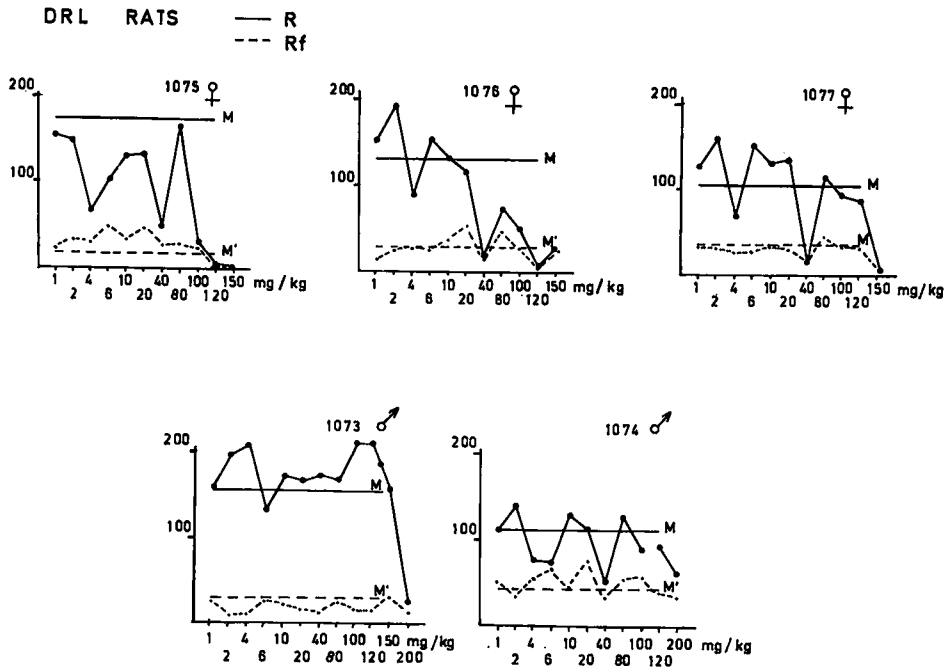 DRL RATS R
Rf
1075 ♀
200
100
M
M'
1 4 10 40 100 150 mg/kg
2 6 20 80 120
1076 ♀
200
100
M
M'
1 4 10 40 100 150 mg/kg
2 6 20 80 120
1077 ♀
200
100
M
M'
1 4 10 40 100 150 mg/kg
2 6 20 80 120
1073 ♂
200
100
M
M'
1 4 10 40 100 150 mg/kg
2 6 20 80 120 200
1074 ♂
200
100
M
M'
1 4 10 40 100 200 mg/kg
2 6 20 80 120